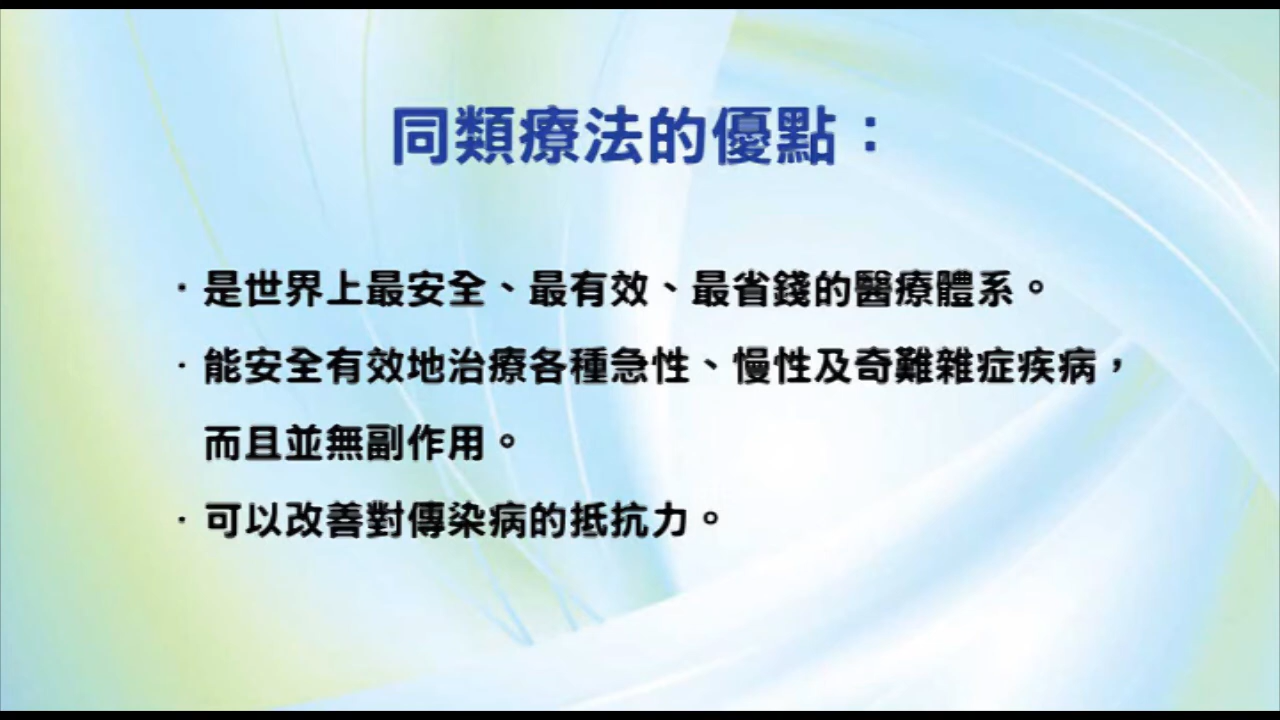 同類療法的優點：
· 是世界上最安全、最有效、最省錢的醫療體系。
· 能安全有效地治療各種急性、慢性及奇難雜症疾病，
而且並無副作用。
· 可以改善對傳染病的抵抗力。